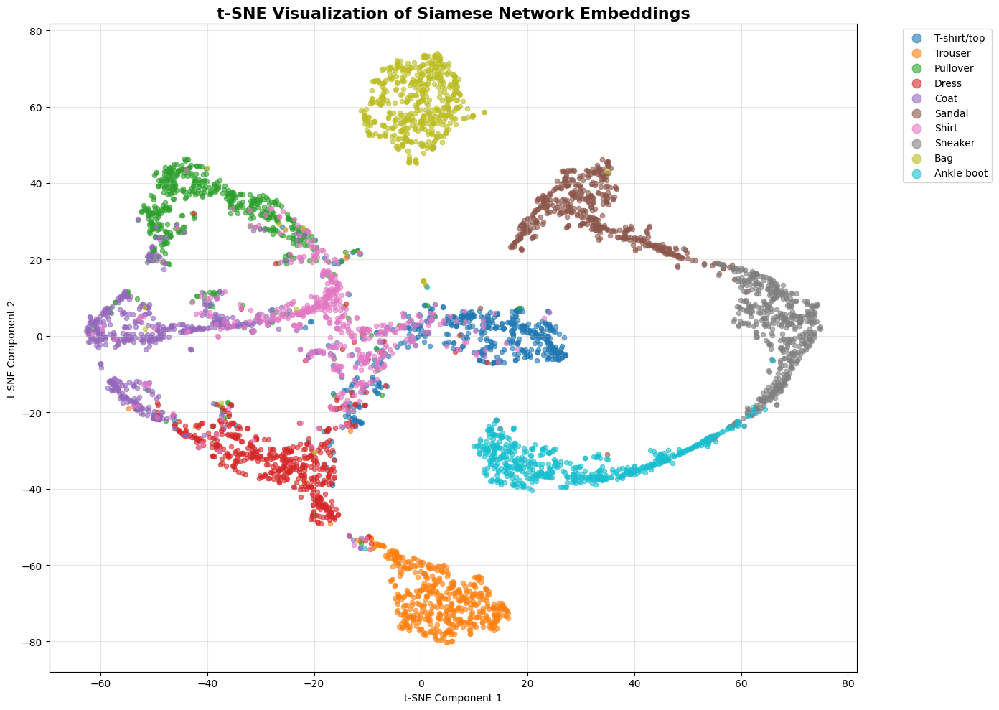 t-SNE Visualization of Siamese Network Embeddings
80
60
40
20
0
−20
−40
−60
−80
t-SNE Component 2
−60
−40
−20
0
20
40
60
80
t-SNE Component 1
T-shirt/top
Trouser
Pullover
Dress
Coat
Sandal
Shirt
Sneaker
Bag
Ankle boot